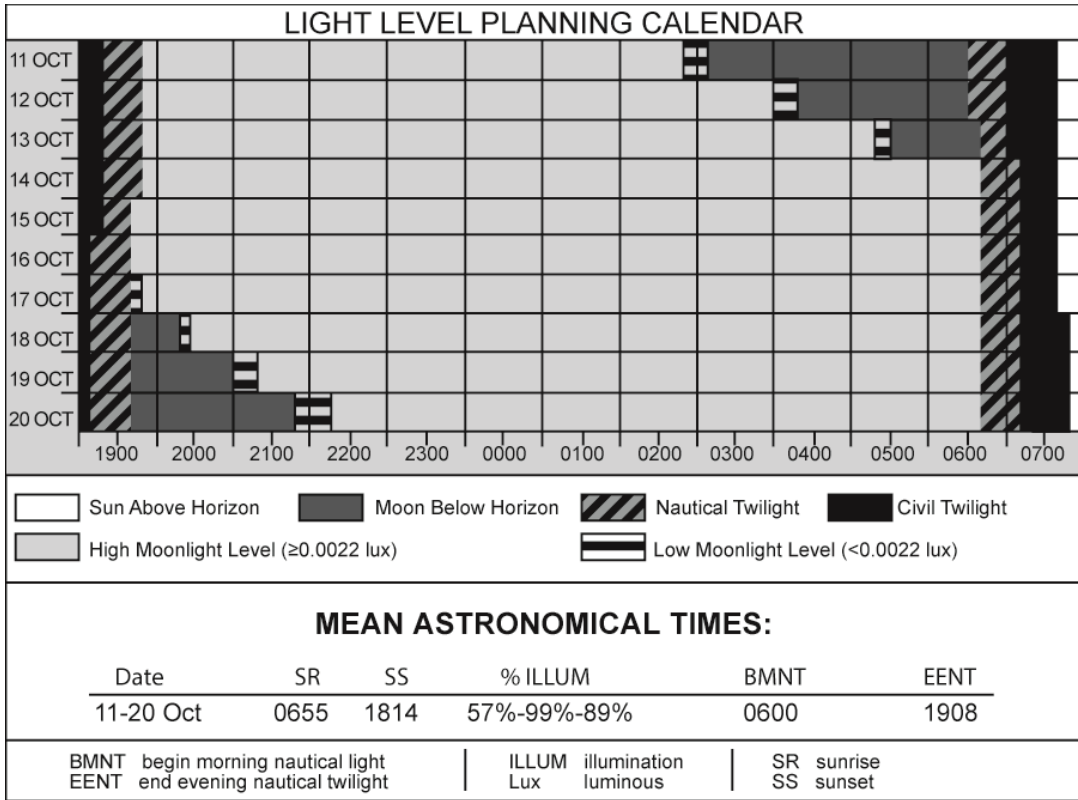 LIGHT LEVEL PLANNING CALENDAR
11 OCT
12 OCT
13 OCT
14 OCT
15 OCT
16 OCT
17 OCT
18 OCT
19 OCT
20 OCT
1900 2000 2100 2200 2300 0000 0100 0200 0300 0400 0500 0600 0700
Sun Above Horizon Moon Below Horizon Nautical Twilight Civil Twilight
High Moonlight Level (≥0.0022 lux) Low Moonlight Level (<0.0022 lux)
MEAN ASTRONOMICAL TIMES:
Date SR SS % ILLUM BMNT EENT
11-20 Oct 0655 1814 57%-99%-89% 0600 1908
BMNT begin morning nautical light ILLUM illumination SR sunrise
EENT end evening nautical twilight Lux luminous SS sunset